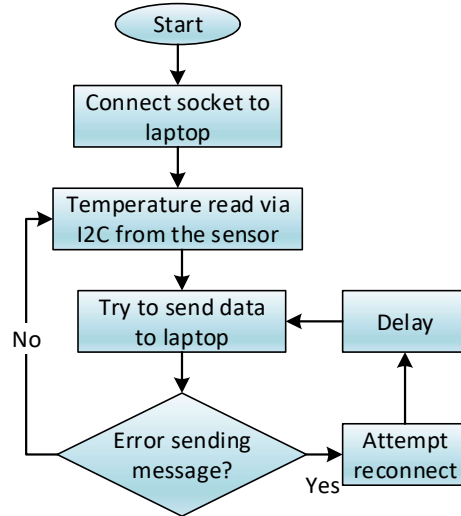 Start
Connect socket to
laptop
Temperature read via
I2C from the sensor
Try to send data
to laptop
Delay
No
Error sending
message?
Attempt
reconnect
Yes